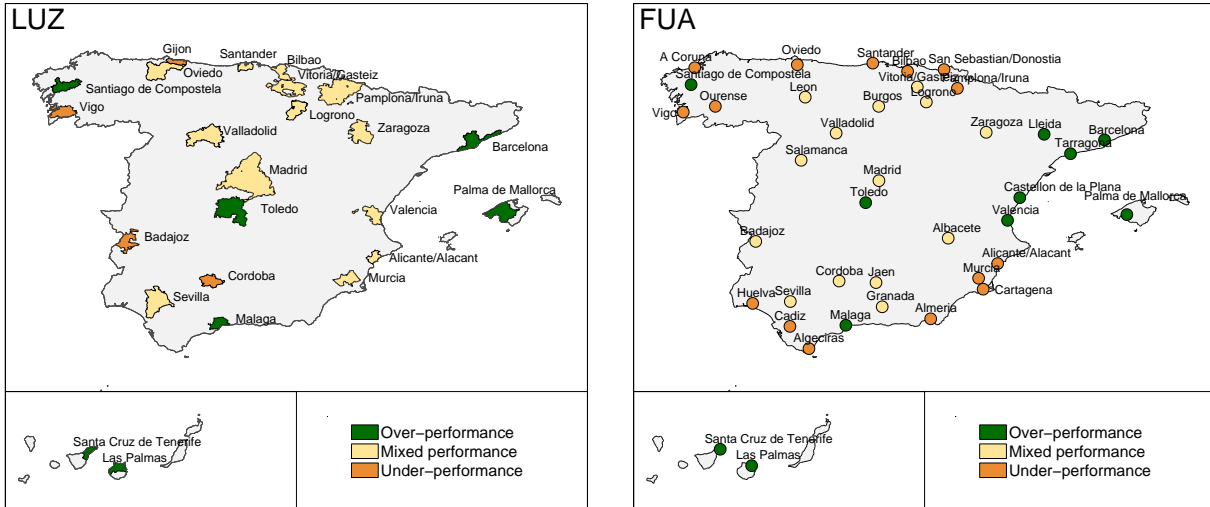 LUZ
Gijon
Santander
Bilbao
Oviedo
Vitoria/Gasteiz
Santiago de Compostela
Pamplona/Iruna
Vigo
Logrono
Valladolid
Zaragoza
Barcelona
Madrid
Palma de Mallorca
Toledo
Valencia
Badajoz
Alicante/Alacant
Cordoba
Murcia
Sevilla
Malaga
Santa Cruz de Tenerife
Las Palmas
Over−performance
Mixed performance
Under−performance
FUA
A Coruna
Oviedo
Santander
Bilbao
San Sebastian/Donostia
Santiago de Compostela
Vitoria/Gasteiz
Pamplona/Iruna
Leon
Ourense
Burgos
Logrono
Vigo
Valladolid
Zaragoza
Lleida
Barcelona
Tarragona
Salamanca
Madrid
Toledo
Castellon de la Plana
Palma de Mallorca
Valencia
Badajoz
Albacete
Alicante/Alacant
Cordoba
Jaen
Murcia
Huelva
Sevilla
Cartagena
Granada
Cadiz
Malaga
Almeria
Algeciras
Santa Cruz de Tenerife
Las Palmas
Over−performance
Mixed performance
Under−performance